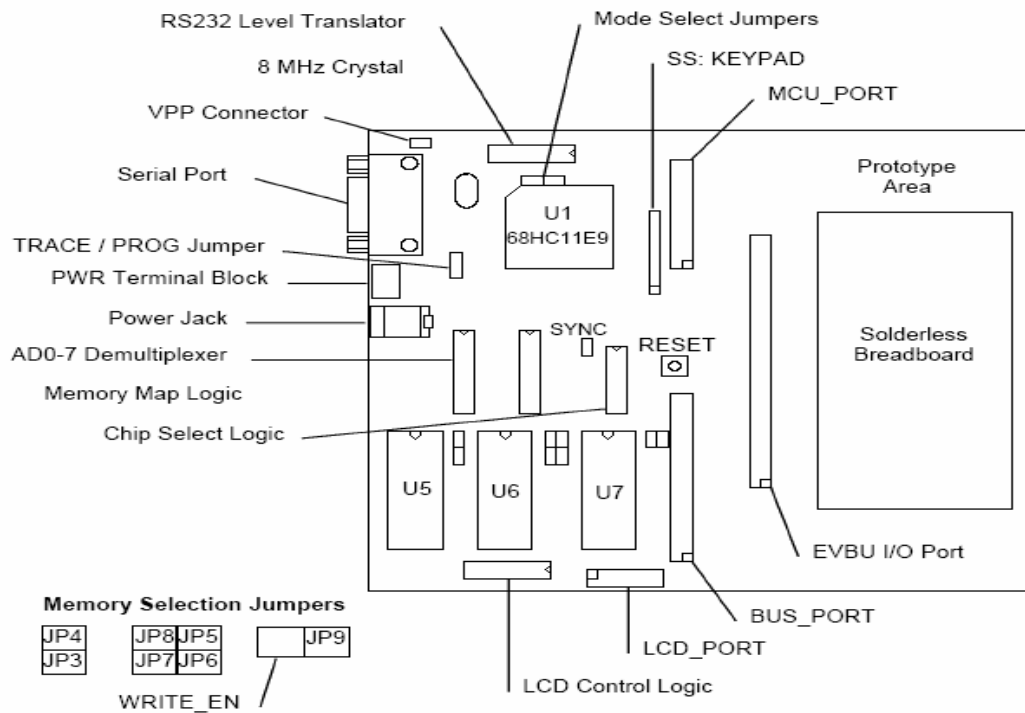 RS232 Level Translator
Mode Select Jumpers
8 MHz Crystal
SS: KEYPAD
MCU_PORT
VPP Connector
Serial Port
Prototype
Area
U1
68HC11E9
TRACE / PROG Jumper
PWR Terminal Block
Power Jack
SYNC
RESET
Solderless
Breadboard
AD0-7 Demultiplexer
Memory Map Logic
Chip Select Logic
U5
U6
U7
EVBU I/O Port
BUS_PORT
LCD_PORT
LCD Control Logic
Memory Selection Jumpers
JP4
JP8
JP5
JP9
JP3
JP7
JP6
WRITE_EN